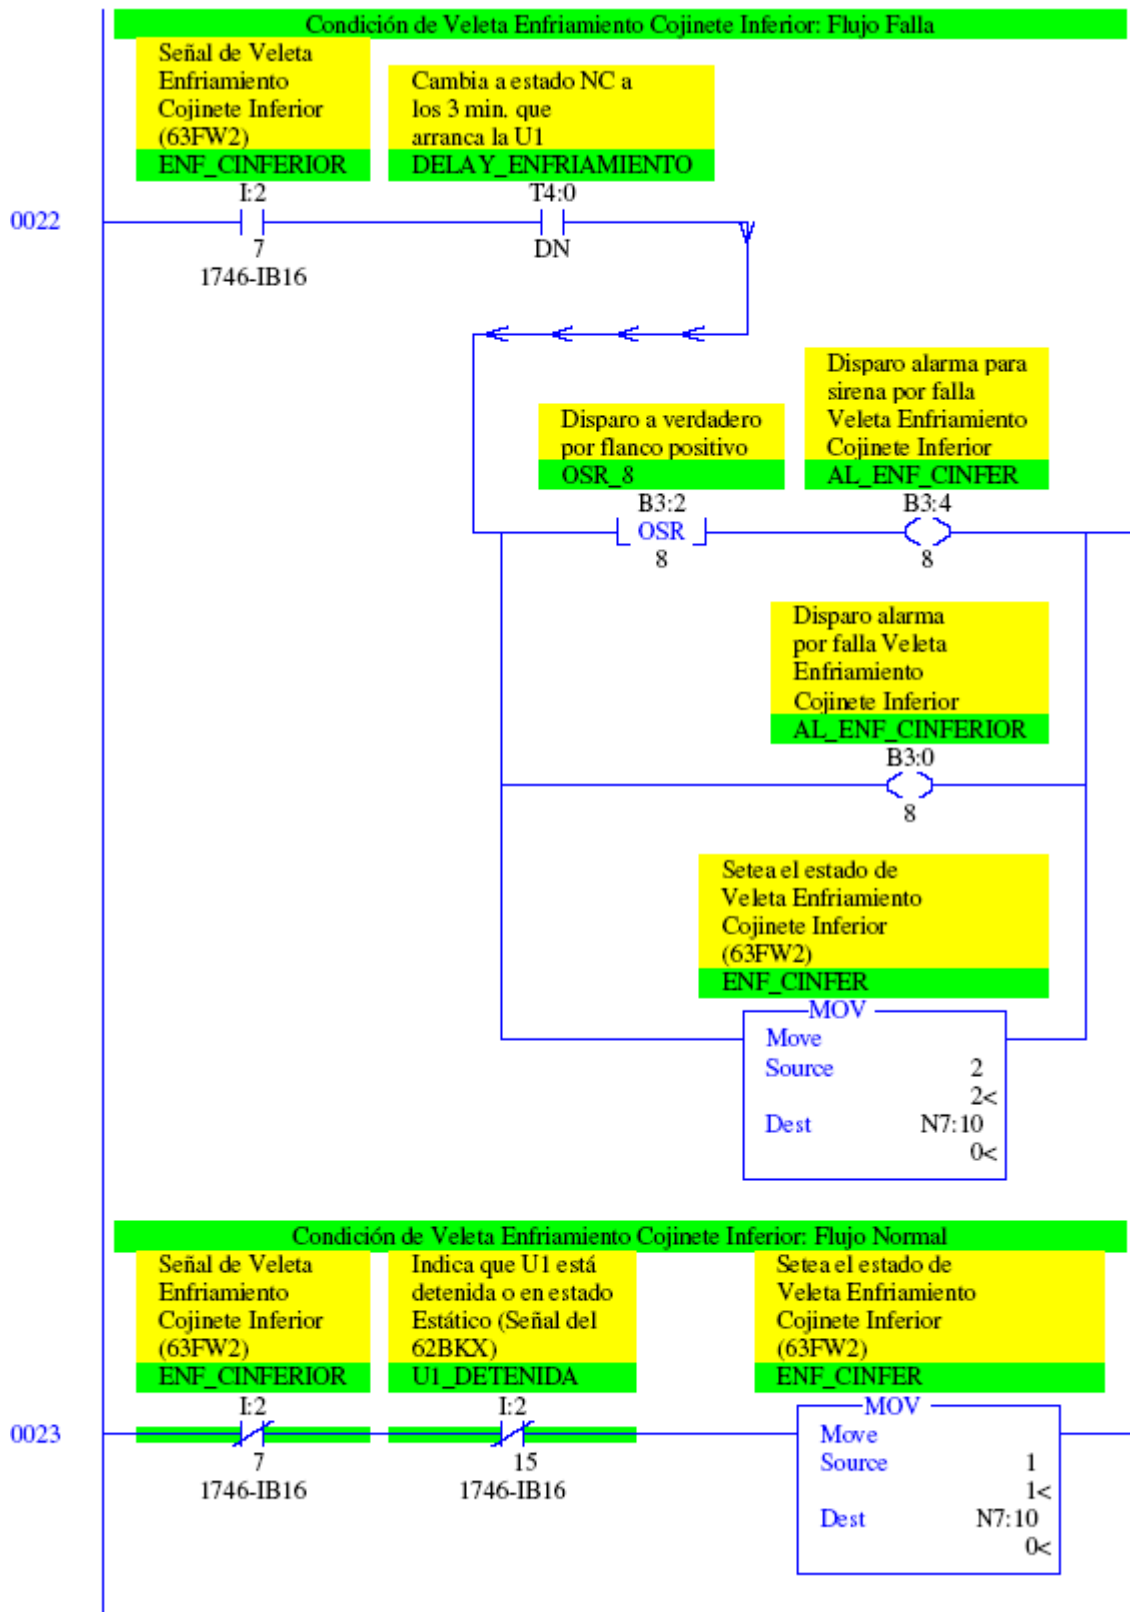 Condición de Veleta Enfriamiento Cojinete Inferior: Flujo Falla
Señal de Veleta
Enfriamiento
Cojinete Inferior
(63FW2)
ENF_CINFERIOR
I:2
7
1746-IB16
Cambia a estado NC a
los 3 min. que
arranca la U1
DELAY_ENFRIAMIENTO
T4:0
DN
0022
Disparo a verdadero
por flanco positivo
OSR_8
B3:2
OSR
8
Disparo alarma para
sirena por falla
Veleta Enfriamiento
Cojinete Inferior
AL_ENF_CINFER
B3:4
8
Disparo alarma
por falla Veleta
Enfriamiento
Cojinete Inferior
AL_ENF_CINFERIOR
B3:0
8
Setea el estado de
Veleta Enfriamiento
Cojinete Inferior
(63FW2)
ENF_CINFER
MOV
Move
Source 2
2<
Dest N7:10
0<
Condición de Veleta Enfriamiento Cojinete Inferior: Flujo Normal
Señal de Veleta
Enfriamiento
Cojinete Inferior
(63FW2)
ENF_CINFERIOR
I:2
7
1746-IB16
Indica que U1 está
detenida o en estado
Estático (Señal del
62BKX)
U1_DETENIDA
I:2
15
1746-IB16
Setea el estado de
Veleta Enfriamiento
Cojinete Inferior
(63FW2)
ENF_CINFER
MOV
Move
Source 1
1<
Dest N7:10
0<
0023